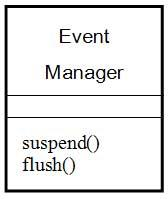 Event
Manager
suspend()
flush()